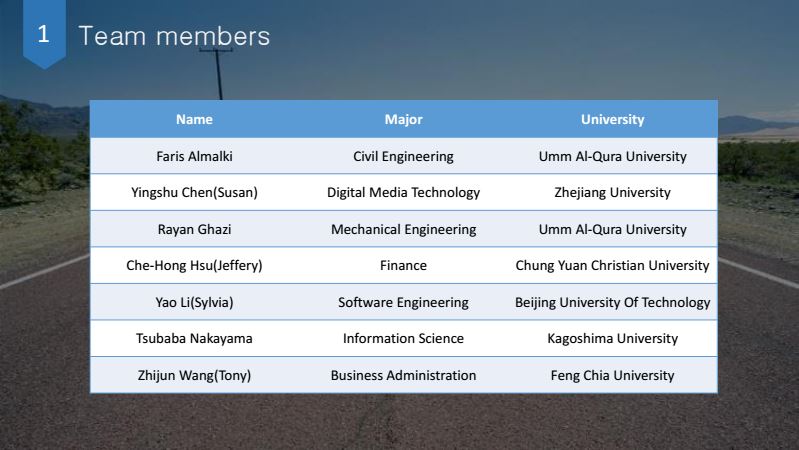 1 Team members
Name Major University
Faris Almalki Civil Engineering Umm Al-Qura University
Yingshu Chen(Susan) Digital Media Technology Zhejiang University
Rayan Ghazi Mechanical Engineering Umm Al-Qura University
Che-Hong Hsu(Jeffery) Finance Chung Yuan Christian University
Yao Li(Sylvia) Software Engineering Beijing University Of Technology
Tsubaba Nakayama Information Science Kagoshima University
Zhijun Wang(Tony) Business Administration Feng Chia University